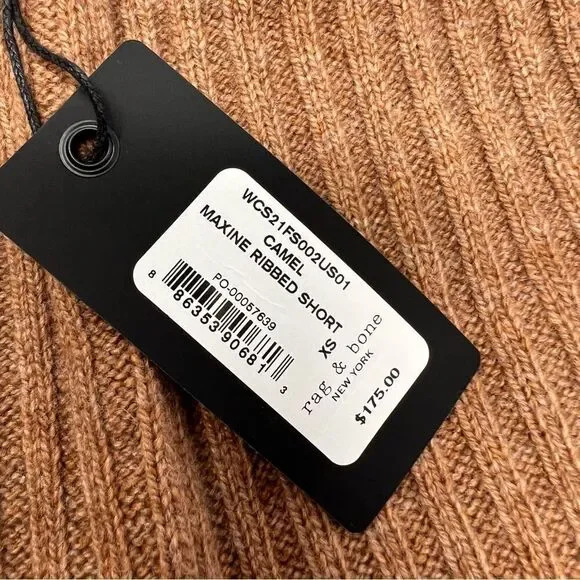 WCS21FS002US01
CAMEL
MAXINE RIBBED SHORT
PO-00057639
XS
8 86353 90681 3
rag & bone
NEW YORK
$175.00